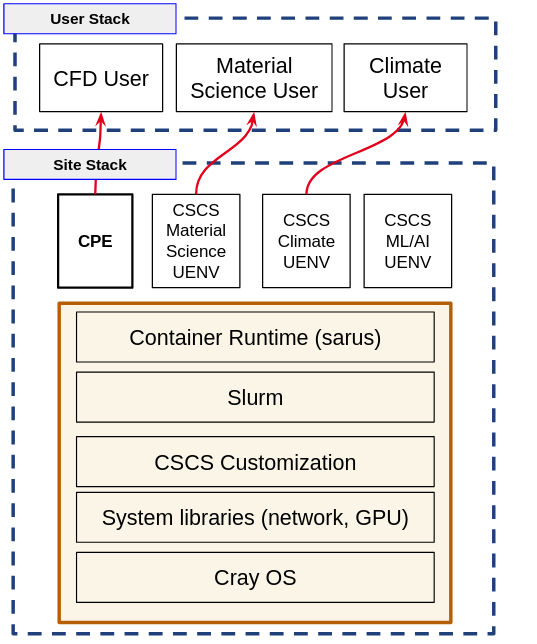 User Stack
CFD User
Material
Science User
Climate
User
Site Stack
CPE
CSCS
Material
Science
UENV
CSCS
Climate
UENV
CSCS
ML/AI
UENV
Container Runtime (sarus)
Slurm
CSCS Customization
System libraries (network, GPU)
Cray OS